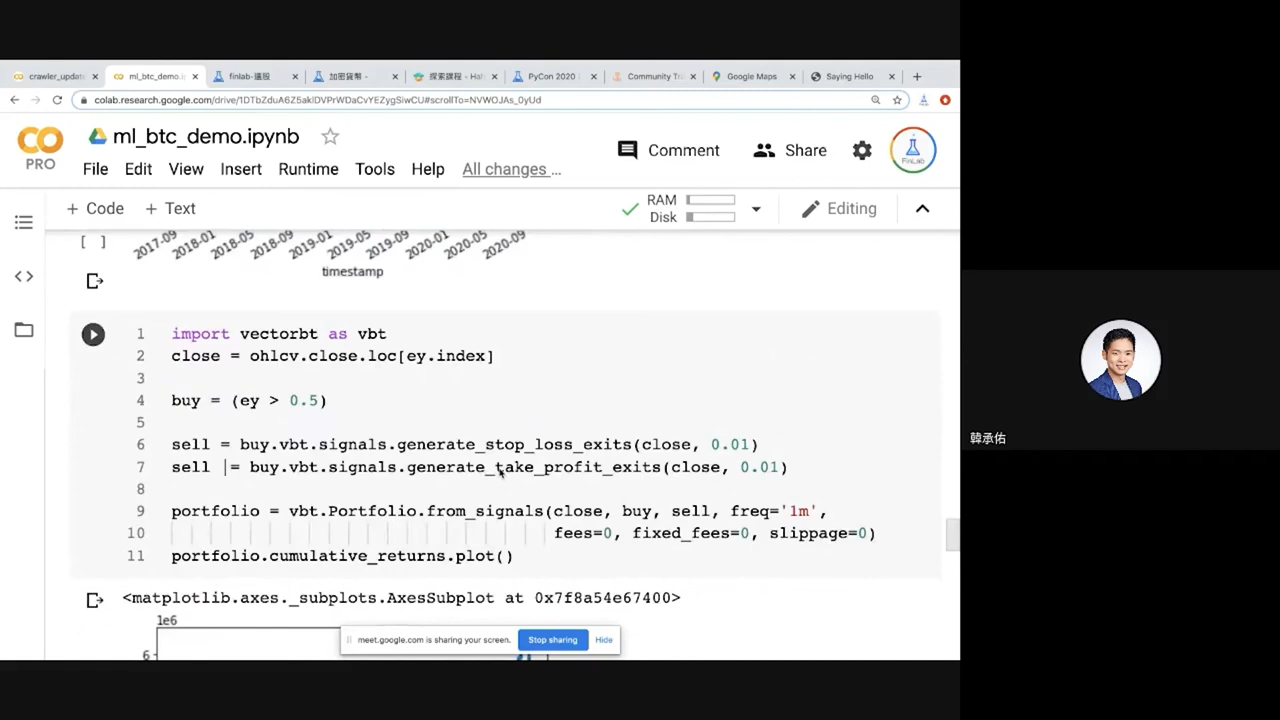 crawler_updat
ml_btc_demo.i
finlab-選股
加密貨幣 -
探索課程 - Hah
PyCon 2020
Community Tr
Google Maps
Saying Hello
colab.research.google.com/drive/1DTbZduA6Z5aklDVPrWDaCvYEZygSiwCU#scrollTo=NVWOJAs_0yUd
CO
PRO
ml_btc_demo.ipynb
Comment
Share
FinLab
File Edit View Insert Runtime Tools Help All changes …
+ Code + Text
RAM
Disk
Editing
[ ]
2017-09 2018-01 2018-05 2018-09 2019-01 2019-05 2019-09 2020-01 2020-05 2020-09
timestamp
1 import vectorbt as vbt
2 close = ohlcv.close.loc[ey.index]
3
4 buy = (ey > 0.5)
5
6 sell = buy.vbt.signals.generate_stop_loss_exits(close, 0.01)
7 sell |= buy.vbt.signals.generate_take_profit_exits(close, 0.01)
8
9 portfolio = vbt.Portfolio.from_signals(close, buy, sell, freq='1m',
10 fees=0, fixed_fees=0, slippage=0)
11 portfolio.cumulative_returns.plot()
<matplotlib.axes._subplots.AxesSubplot at 0x7f8a54e67400>
1e6
6
meet.google.com is sharing your screen. Stop sharing Hide
韓承佑